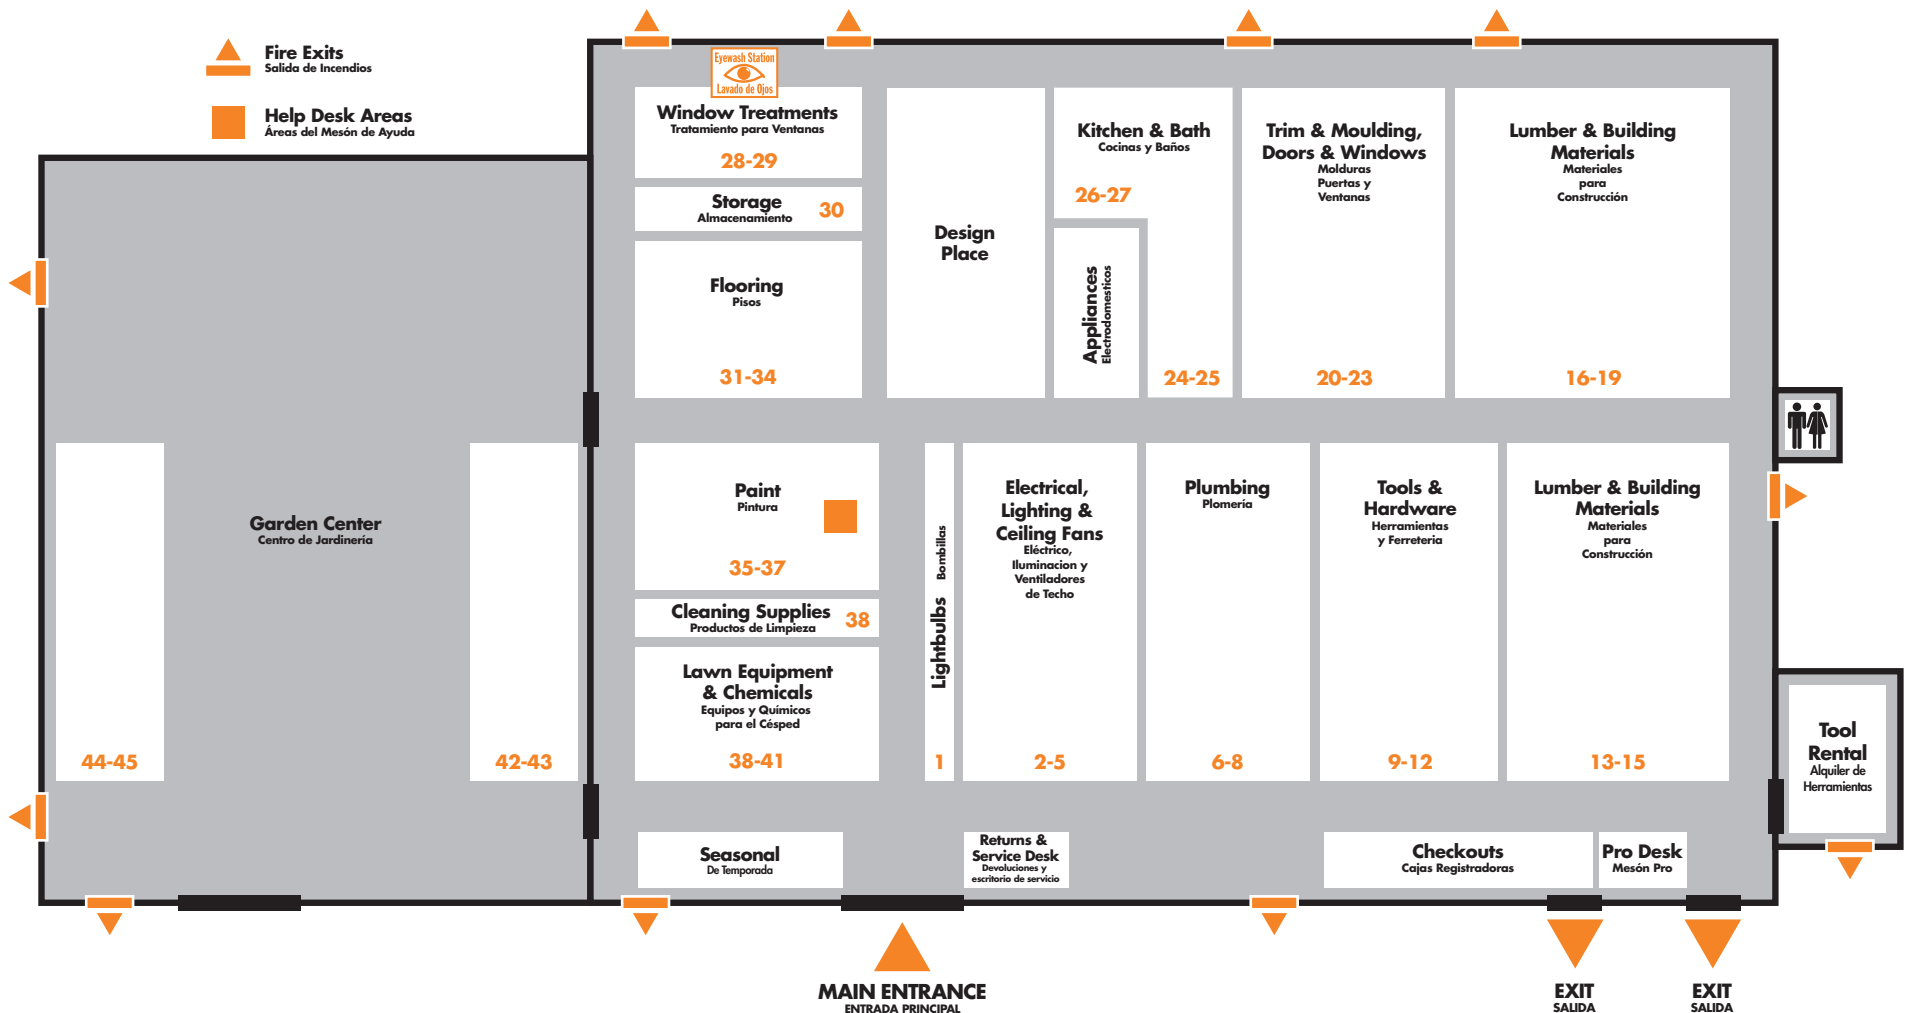 Fire Exits
Salida de Incendios
Help Desk Areas
Áreas del Mesón de Ayuda
Eyewash Station
Lavado de Ojos
Window Treatments
Tratamiento para Ventanas
28-29
Storage
Almacenamiento
30
Flooring
Pisos
31-34
Design
Place
Kitchen & Bath
Cocinas y Baños
26-27
Appliances
Electrodomesticos
24-25
Trim & Moulding,
Doors & Windows
Molduras
Puertas y
Ventanas
20-23
Lumber & Building
Materials
Materiales
para
Construcción
16-19
Garden Center
Centro de Jardinería
44-45
42-43
Paint
Pintura
35-37
Cleaning Supplies
Productos de Limpieza
38
Lawn Equipment
& Chemicals
Equipos y Químicos
para el Césped
38-41
Lightbulbs Bombillas
1
Electrical,
Lighting &
Ceiling Fans
Eléctrico,
Iluminacion y
Ventiladores
de Techo
2-5
Plumbing
Plomería
6-8
Tools &
Hardware
Herramientas
y Ferreteria
9-12
Lumber & Building
Materials
Materiales
para
Construcción
13-15
Tool
Rental
Alquiler de
Herramientas
Seasonal
De Temporada
Returns &
Service Desk
Devoluciones y
escritorio de servicio
Checkouts
Cajas Registradoras
Pro Desk
Mesón Pro
MAIN ENTRANCE
ENTRADA PRINCIPAL
EXIT
SALIDA
EXIT
SALIDA